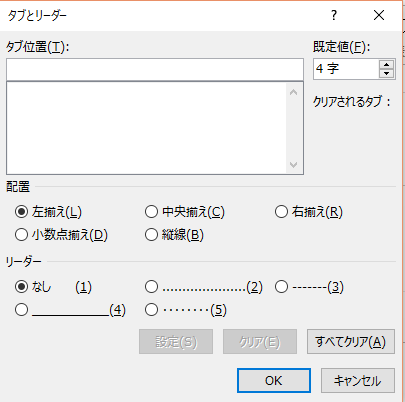 タブとリーダー ? ×
タブ位置(T): 既定値(F):
4 字
クリアされるタブ：
配置
左揃え(L) 中央揃え(C) 右揃え(R)
小数点揃え(D) 縦線(B)
リーダー
なし (1) .....................(2) -------(3)
_____________(4) ········(5)
設定(S) クリア(E) すべてクリア(A)
OK キャンセル